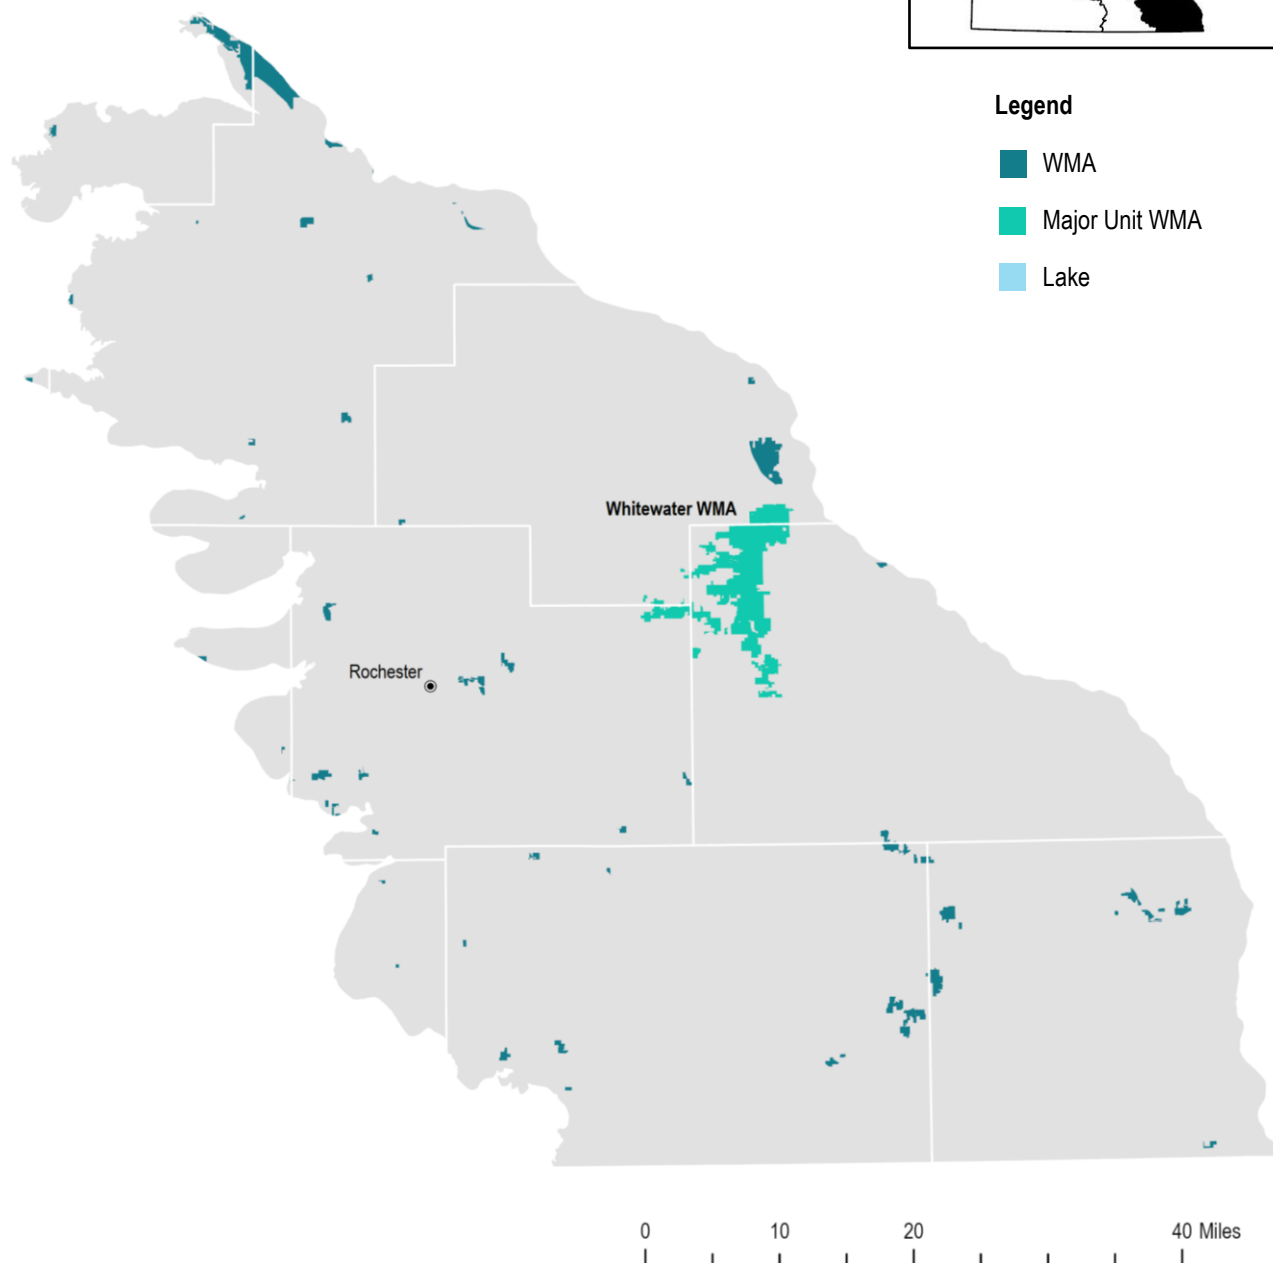 Legend
WMA
Major Unit WMA
Lake
Whitewater WMA
Rochester
0 10 20 40 Miles